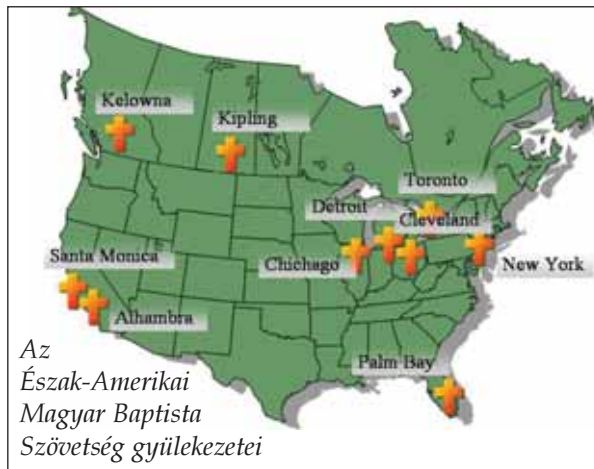 Kelowna
Kipling
Toronto
Detroit
Cleveland
Santa Monica
Chichago
New York
Alhambra
Palm Bay
Az
Észak-Amerikai
Magyar Baptista
Szövetség gyülekezetei